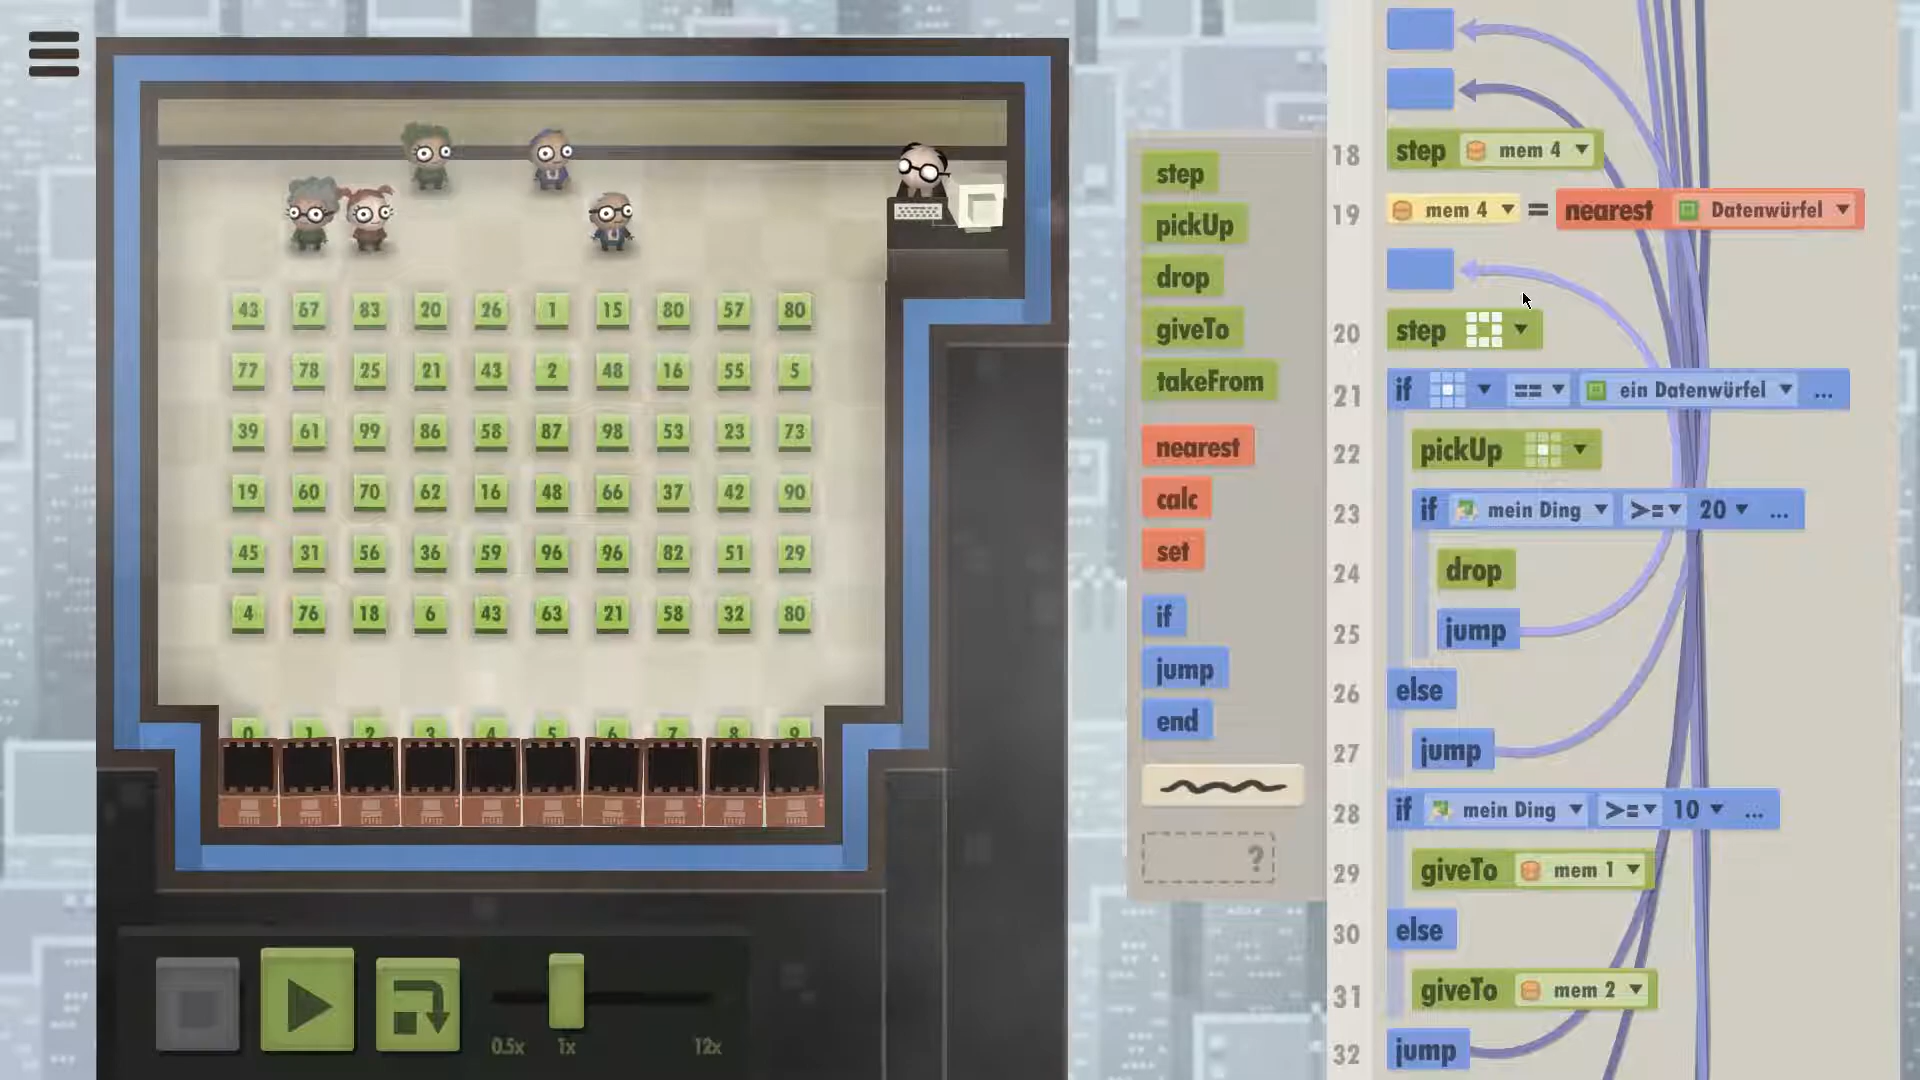 43 67 83 20 26 1 15 80 57 80
77 78 25 21 43 2 48 16 55 5
39 61 99 86 58 87 98 53 23 73
19 60 70 62 16 48 66 37 42 90
45 31 56 36 59 96 96 82 51 29
4 76 18 6 43 63 21 58 32 80
0 1 2 3 4 5 6 7 8 9
0.5x 1x 12x
step
pickUp
drop
giveTo
takeFrom
nearest
calc
set
if
jump
end
?
18 step mem 4
19 mem 4 = nearest Datenwürfel
20 step
21 if == ein Datenwürfel ...
22 pickUp
23 if mein Ding >= 20 ...
24 drop
25 jump
26 else
27 jump
28 if mein Ding >= 10 ...
29 giveTo mem 1
30 else
31 giveTo mem 2
32 jump